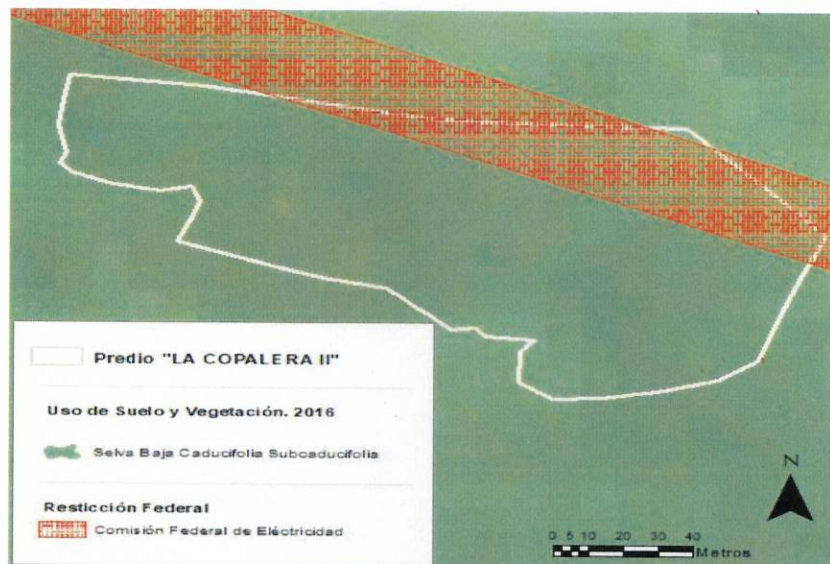 Predio "LA COPALERA II"
Uso de Suelo y Vegetación. 2016
Selva Baja Caducifolia Subcaducifolia
Resticción Federal
Comisión Federal de Eléctricidad
N
0 5 10 20 30 40
Metros